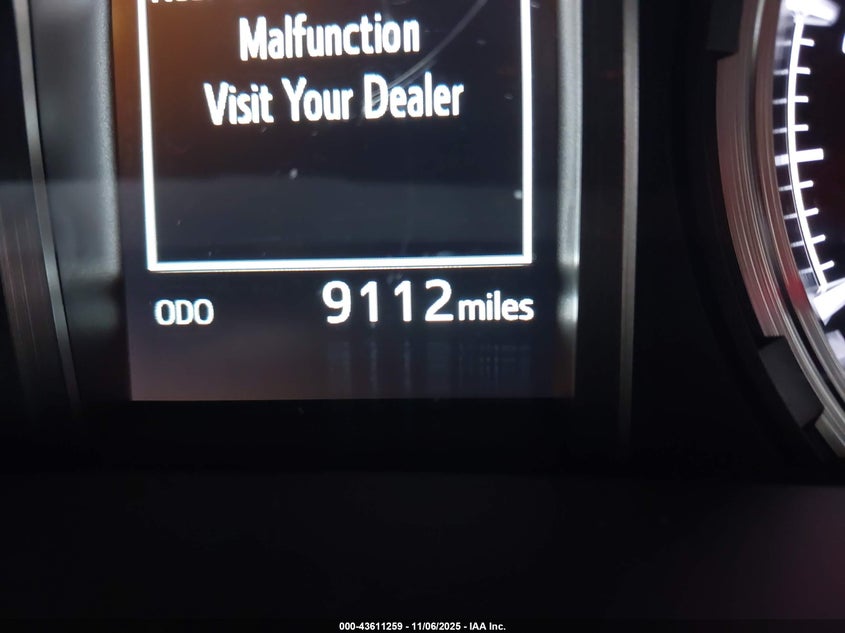 Malfunction
Visit Your Dealer
ODO 9112 miles
000-43611259 - 11/06/2025 - IAA Inc.